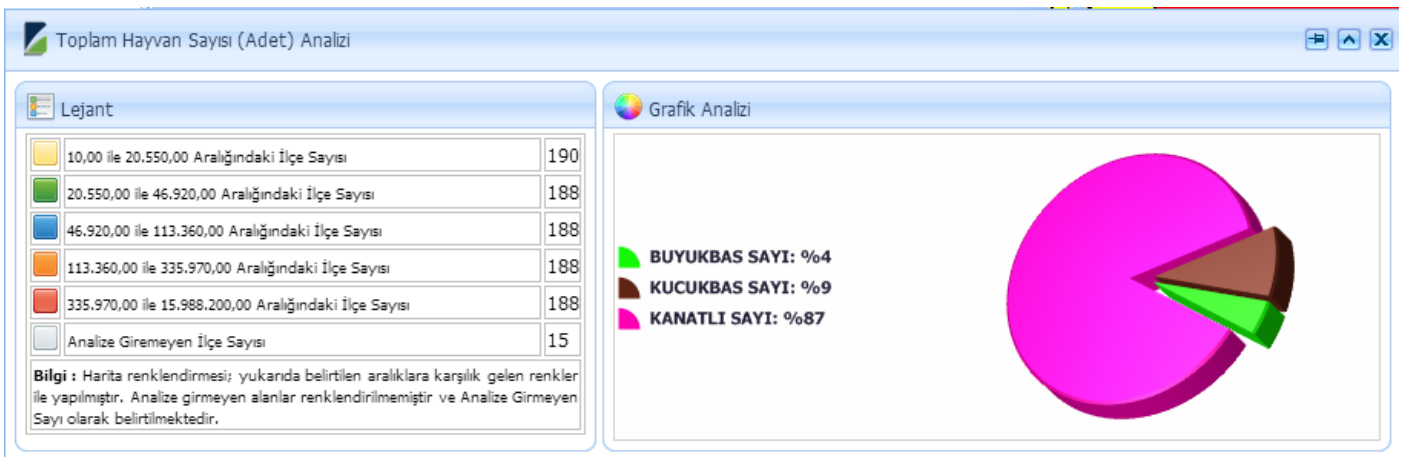 Toplam Hayvan Sayısı (Adet) Analizi
Lejant
10,00 ile 20.550,00 Aralığındaki İlçe Sayısı 190
20.550,00 ile 46.920,00 Aralığındaki İlçe Sayısı 188
46.920,00 ile 113.360,00 Aralığındaki İlçe Sayısı 188
113.360,00 ile 335.970,00 Aralığındaki İlçe Sayısı 188
335.970,00 ile 15.988.200,00 Aralığındaki İlçe Sayısı 188
Analize Giremeyen İlçe Sayısı 15
Bilgi : Harita renklendirmesi; yukarıda belirtilen aralıklara karşılık gelen renkler
ile yapılmıştır. Analize girmeyen alanlar renklendirilmemiştir ve Analize Girmeyen
Sayı olarak belirtilmektedir.
Grafik Analizi
BUYUKBAS SAYI: %4
KUCUKBAS SAYI: %9
KANATLI SAYI: %87